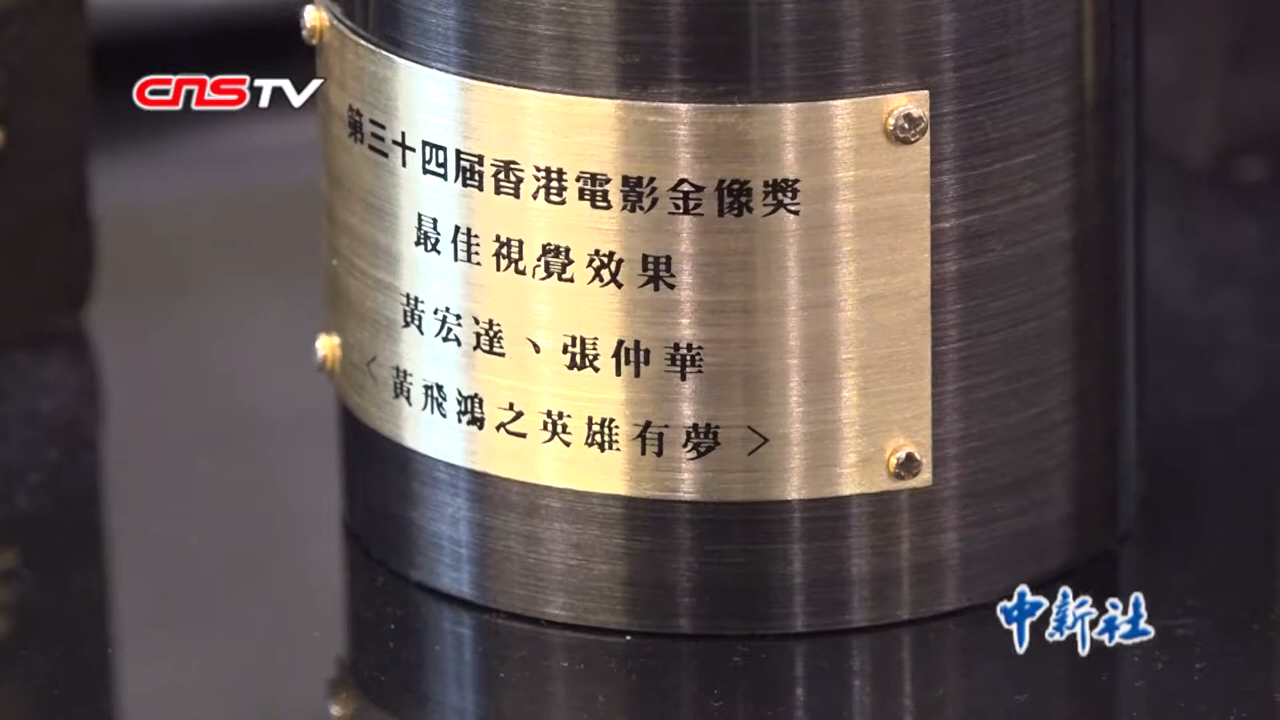 CNSTV
第三十四屆香港電影金像獎
最佳視覺效果
黃宏達、張仲華
<黃飛鴻之英雄有夢>
中新社